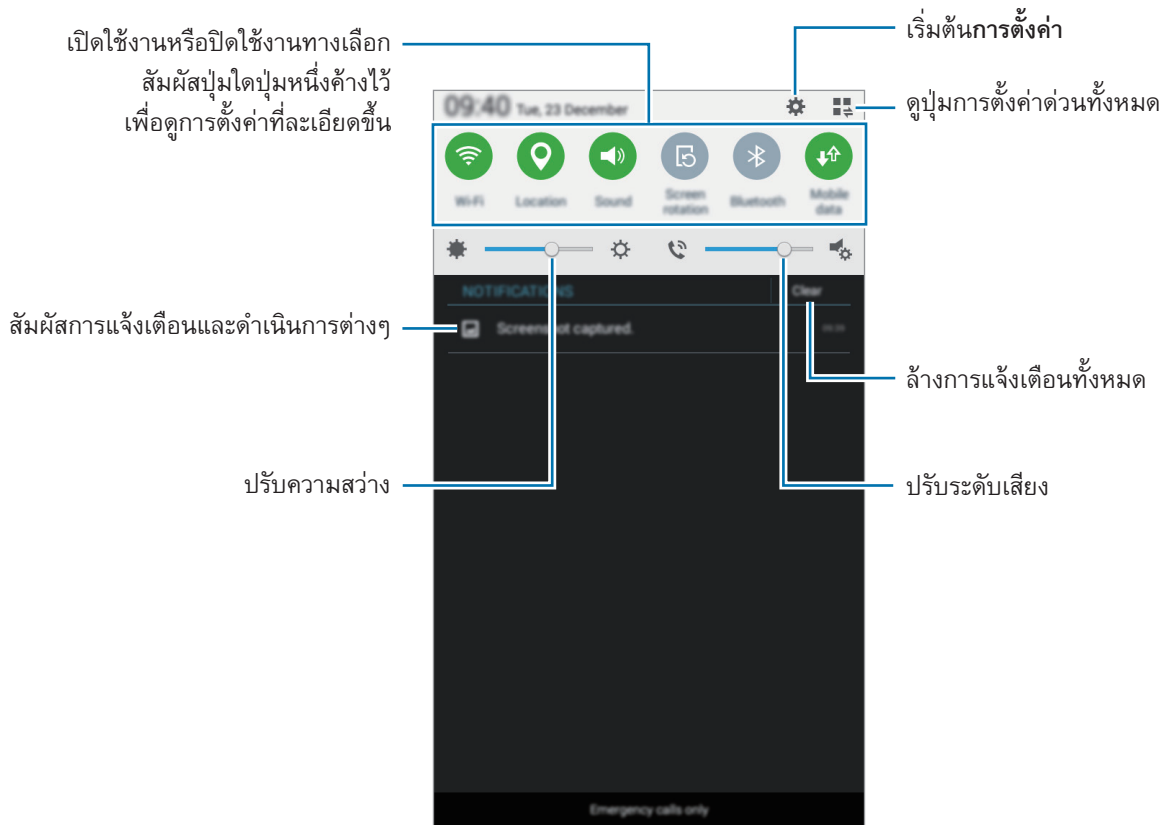 เปิดใช้งานหรือปิดใช้งานทางเลือก
สัมผัสปุ่มใดปุ่มหนึ่งค้างไว้
เพื่อดูการตั้งค่าที่ละเอียดขึ้น
เริ่มต้นการตั้งค่า
ดูปุ่มการตั้งค่าด่วนทั้งหมด
09:40 Tue, 23 December
Wi-Fi Location Sound Screen rotation Bluetooth Mobile data
NOTIFICATIONS Clear
สัมผัสการแจ้งเตือนและดำเนินการต่างๆ
Screenshot captured.
ล้างการแจ้งเตือนทั้งหมด
ปรับความสว่าง
ปรับระดับเสียง
Emergency calls only